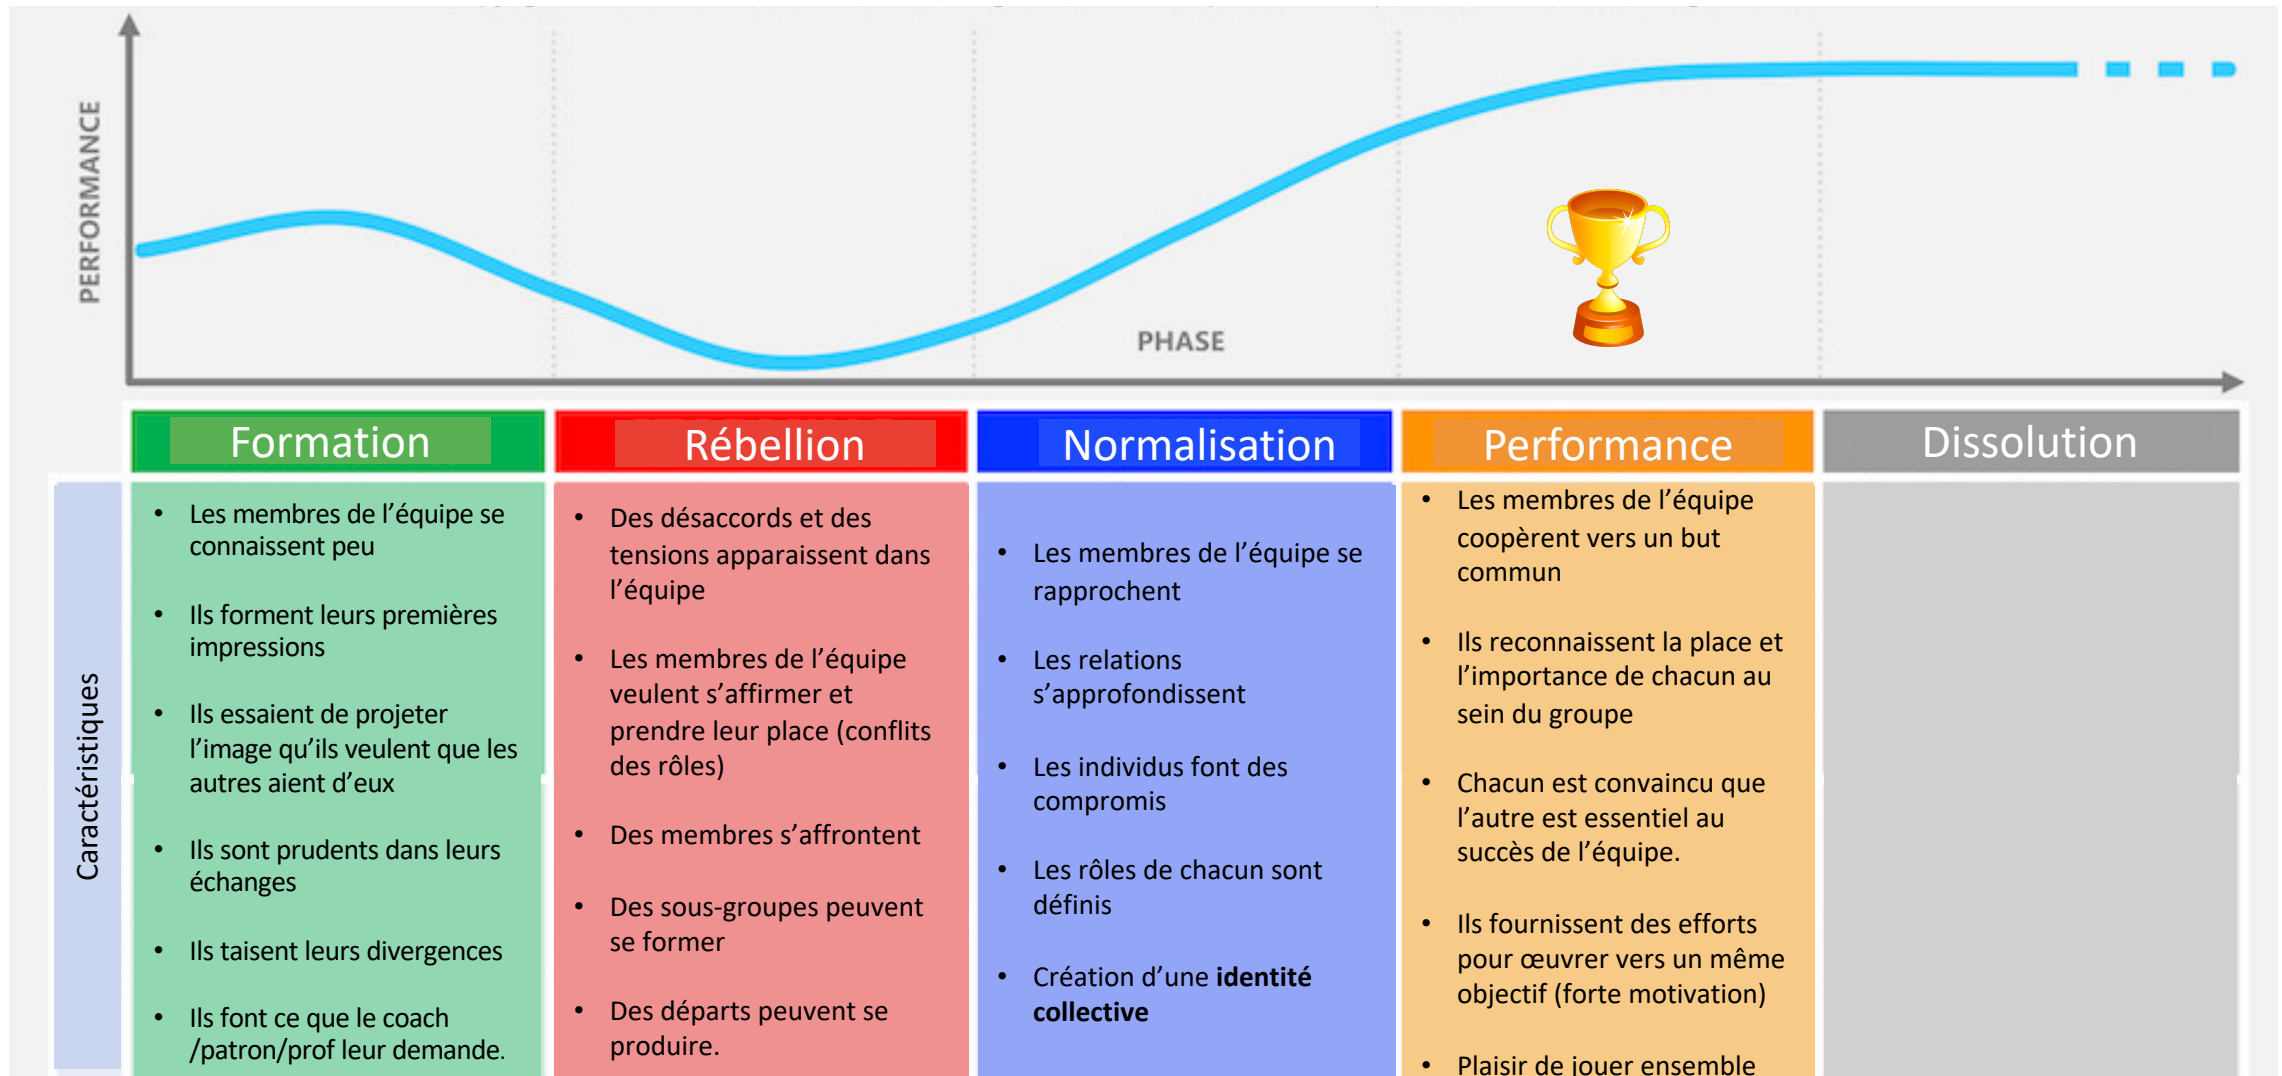 PERFORMANCE
PHASE
Formation
Rébellion
Normalisation
Performance
Dissolution
Caractéristiques
• Les membres de l’équipe se
connaissent peu
• Ils forment leurs premières
impressions
• Ils essaient de projeter
l’image qu’ils veulent que les
autres aient d’eux
• Ils sont prudents dans leurs
échanges
• Ils taisent leurs divergences
• Ils font ce que le coach
/patron/prof leur demande.
• Des désaccords et des
tensions apparaissent dans
l’équipe
• Les membres de l’équipe
veulent s’affirmer et
prendre leur place (conflits
des rôles)
• Des membres s’affrontent
• Des sous-groupes peuvent
se former
• Des départs peuvent se
produire.
• Les membres de l’équipe se
rapprochent
• Les relations
s’approfondissent
• Les individus font des
compromis
• Les rôles de chacun sont
définis
• Création d’une identité
collective
• Les membres de l’équipe
coopèrent vers un but
commun
• Ils reconnaissent la place et
l’importance de chacun au
sein du groupe
• Chacun est convaincu que
l’autre est essentiel au
succès de l’équipe.
• Ils fournissent des efforts
pour œuvrer vers un même
objectif (forte motivation)
• Plaisir de jouer ensemble